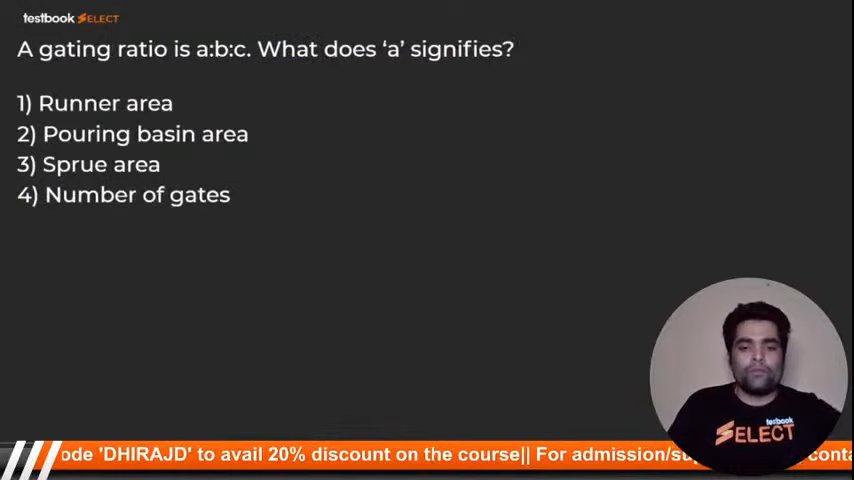 testbook SELECT
A gating ratio is a:b:c. What does ‘a’ signifies?
1) Runner area
2) Pouring basin area
3) Sprue area
4) Number of gates
testbook
SELECT
ode 'DHIRAJD' to avail 20% discount on the course|| For admission/su conta